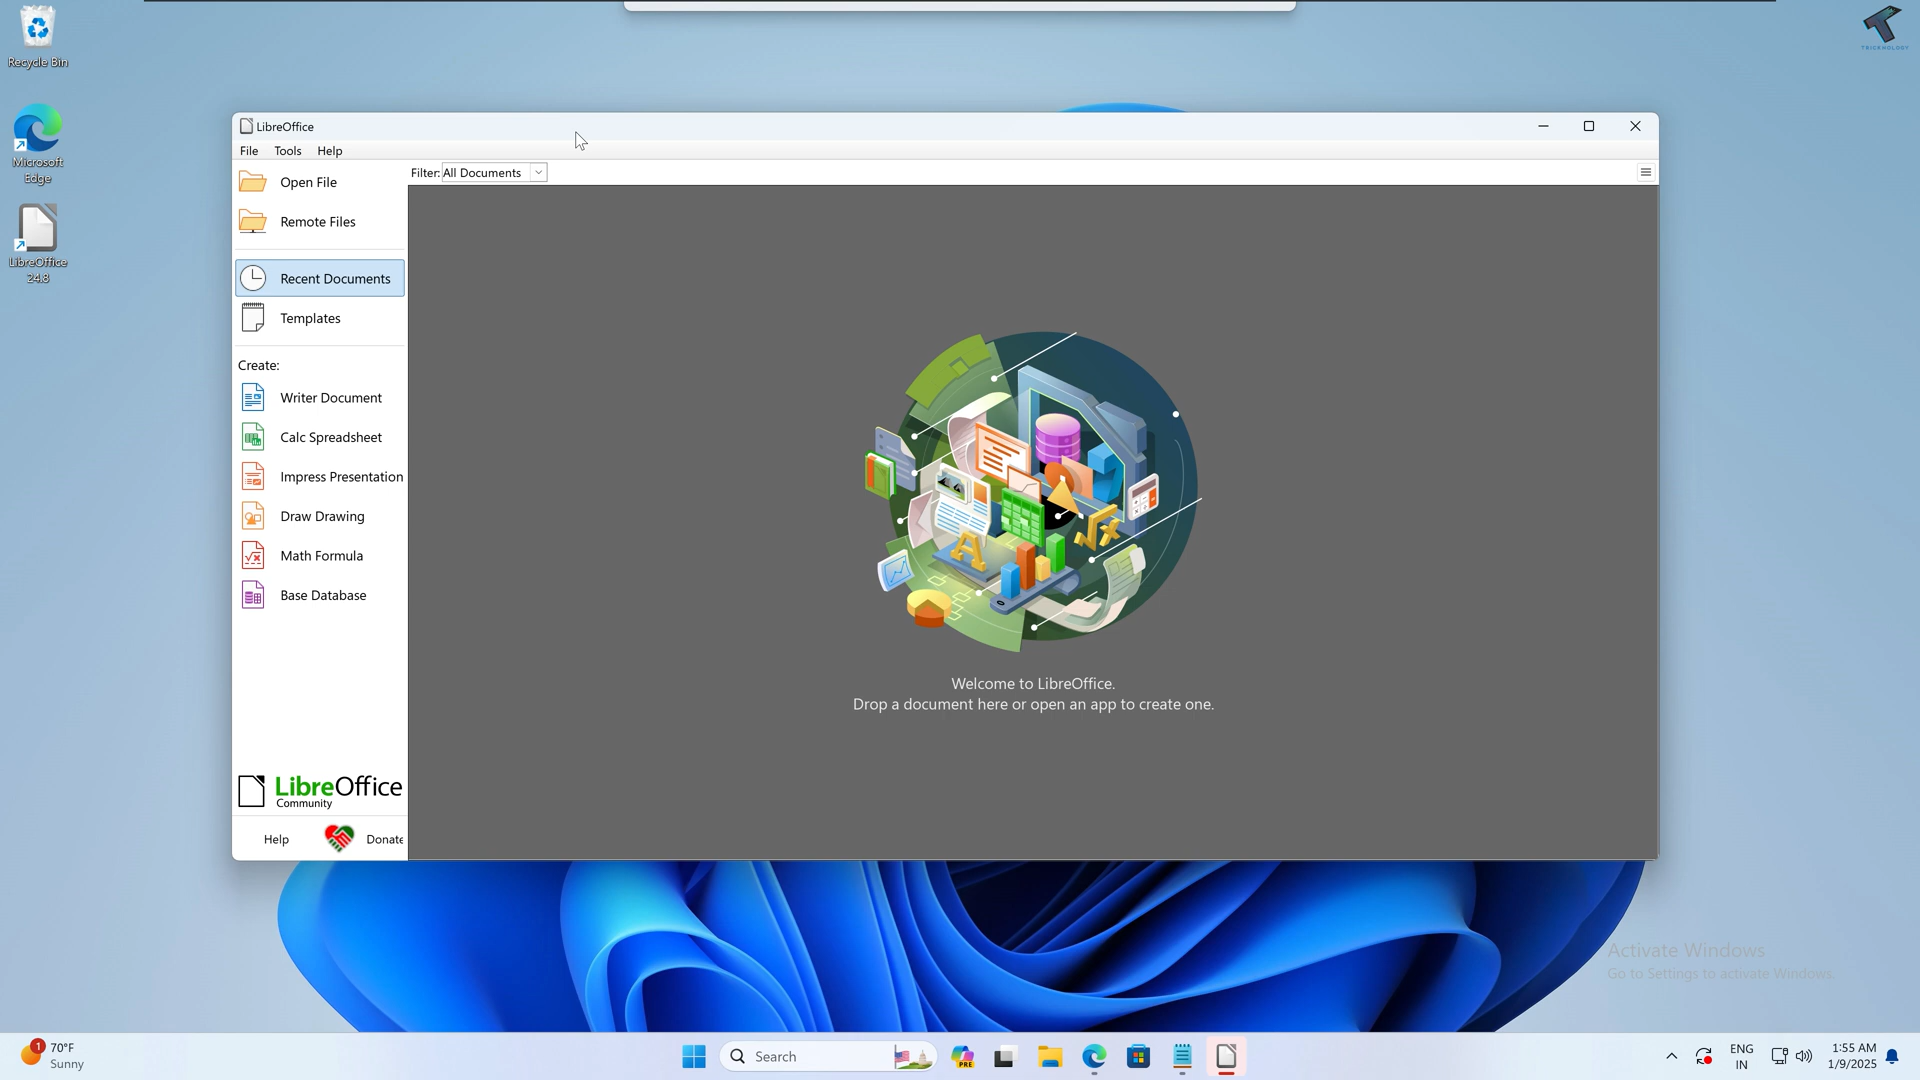 Recycle Bin
TRICKNOLOGY
Microsoft
Edge
LibreOffice
24.8
LibreOffice
File Tools Help
Filter: All Documents
Open File
Remote Files
Recent Documents
Templates
Create:
Writer Document
Calc Spreadsheet
Impress Presentation
Draw Drawing
Math Formula
Base Database
Welcome to LibreOffice.
Drop a document here or open an app to create one.
LibreOffice
Community
Help Donate
Activate Windows
Go to Settings to activate Windows.
1
70°F
Sunny
Search
PRE
ENG
IN
1:55 AM
1/9/2025